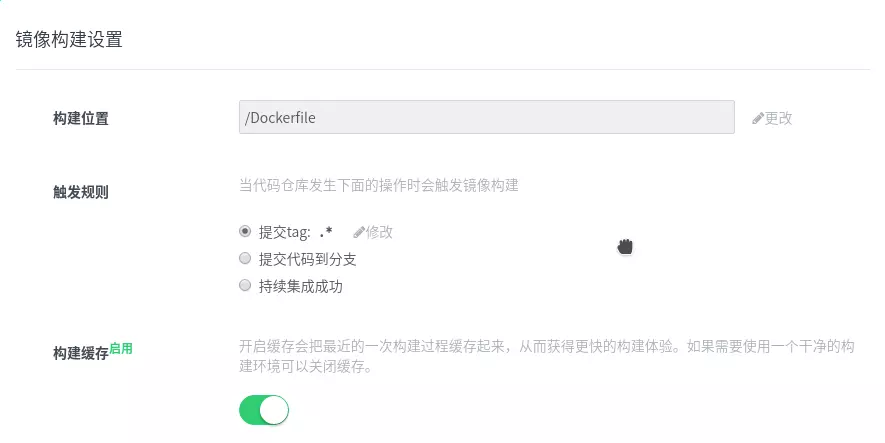 镜像构建设置
构建位置
/Dockerfile
更改
触发规则
当代码仓库发生下面的操作时会触发镜像构建
提交tag: .* 修改
提交代码到分支
持续集成成功
构建缓存启用
开启缓存会把最近的一次构建过程缓存起来，从而获得更快的构建体验。如果需要使用一个干净的构
建环境可以关闭缓存。